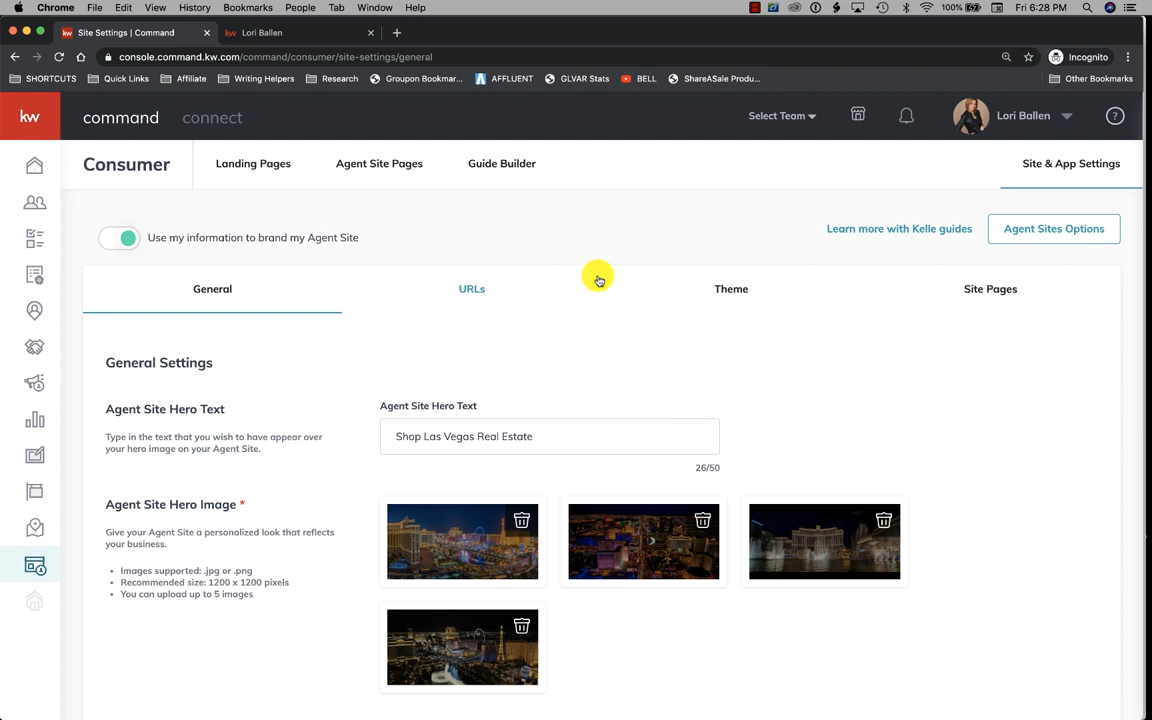 Chrome File Edit View History Bookmarks People Tab Window Help 100% Fri 6:28 PM
Site Settings | Command Lori Ballen
console.command.kw.com/command/consumer/site-settings/general Incognito
SHORTCUTS Quick Links Affiliate Writing Helpers Research Groupon Bookmar... AFFLUENT GLVAR Stats BELL ShareASale Produ... Other Bookmarks
kw command connect Select Team Lori Ballen ?
Consumer Landing Pages Agent Site Pages Guide Builder Site & App Settings
Use my information to brand my Agent Site Learn more with Kelle guides Agent Sites Options
General URLs Theme Site Pages
General Settings
Agent Site Hero Text
Type in the text that you wish to have appear over
your hero image on your Agent Site.
Agent Site Hero Text
Shop Las Vegas Real Estate
26/50
Agent Site Hero Image *
Give your Agent Site a personalized look that reflects
your business.
• Images supported: .jpg or .png
• Recommended size: 1200 x 1200 pixels
• You can upload up to 5 images